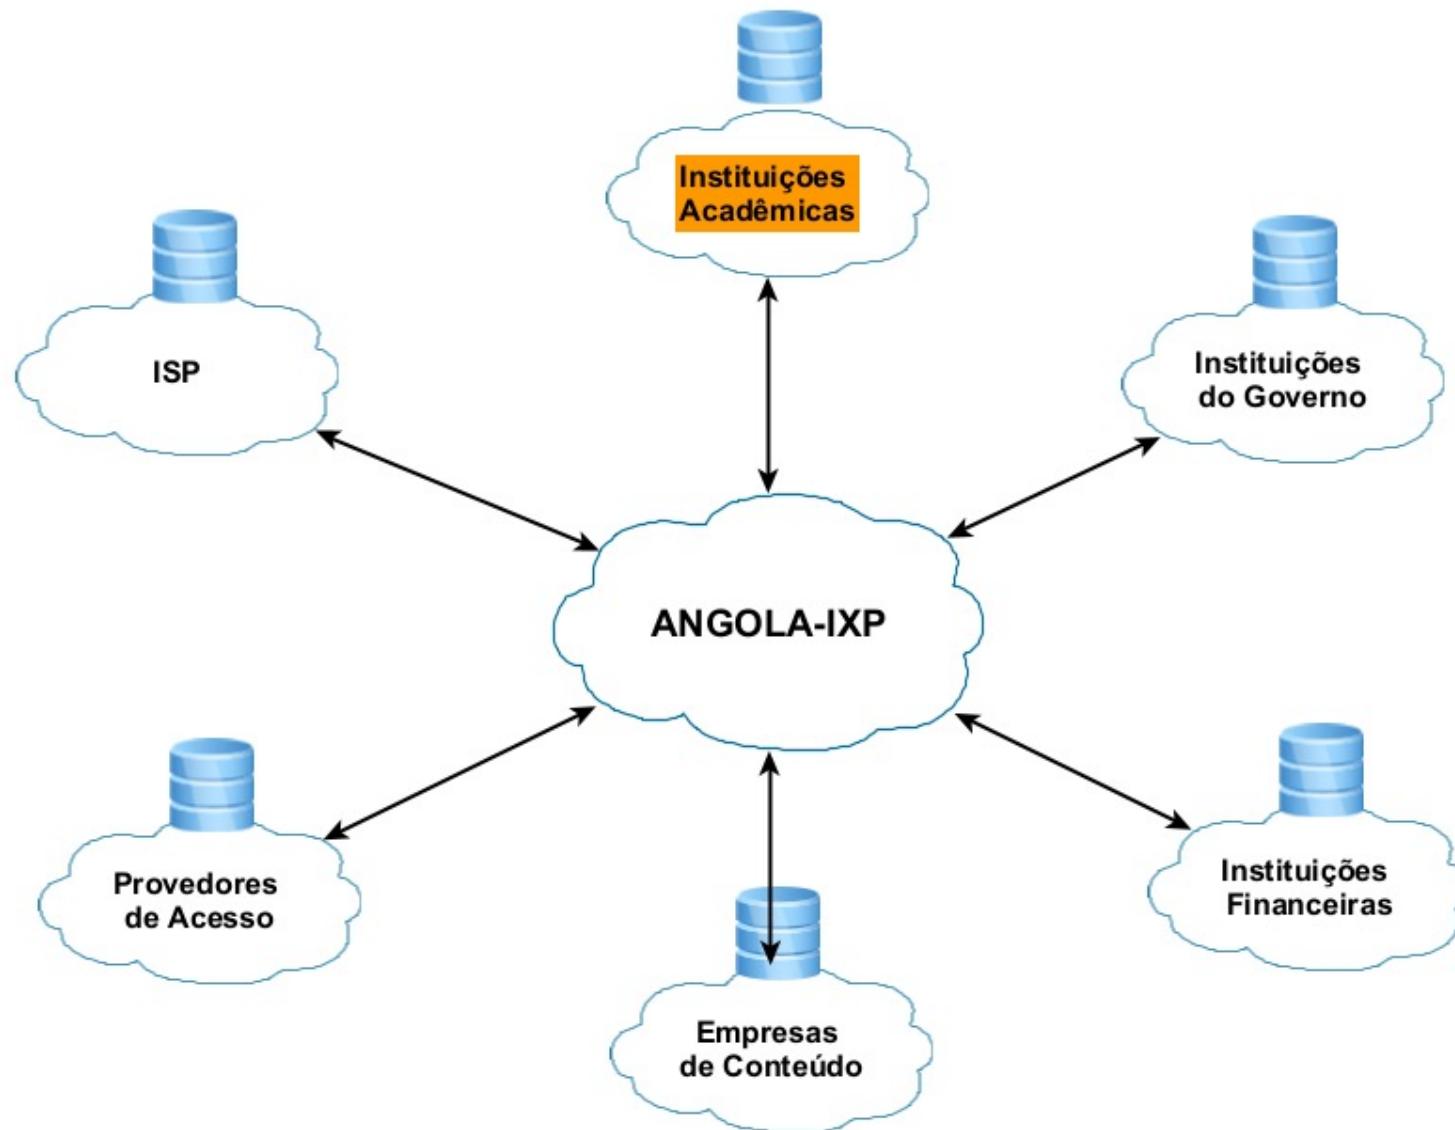 Instituições
Acadêmicas
ISP
Instituições
do Governo
ANGOLA-IXP
Provedores
de Acesso
Instituições
Financeiras
Empresas
de Conteúdo